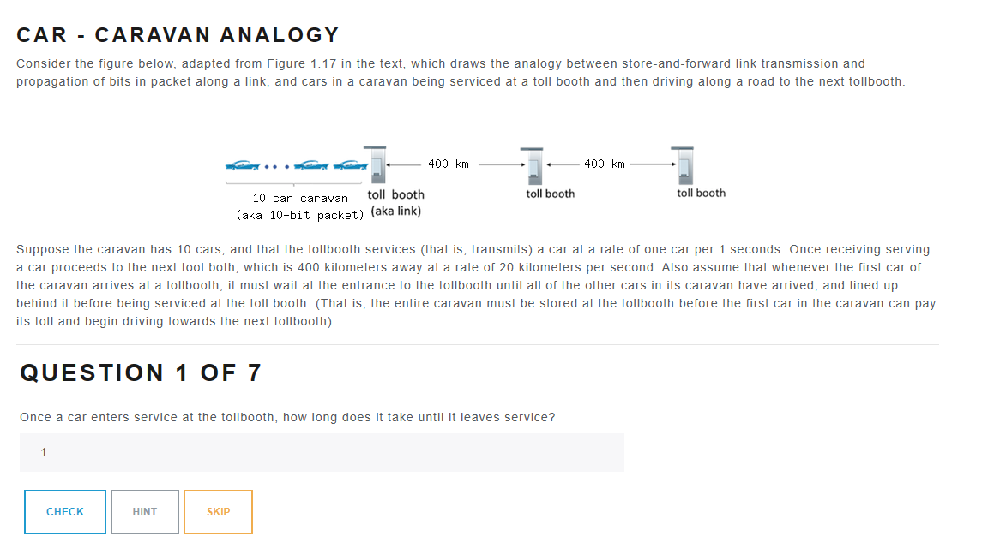 CAR - CARAVAN ANALOGY
Consider the figure below, adapted from Figure 1.17 in the text, which draws the analogy between store-and-forward link transmission and
propagation of bits in packet along a link, and cars in a caravan being serviced at a toll booth and then driving along a road to the next tollbooth.
400 km
400 km
10 car caravan
(aka 10-bit packet)
toll booth
(aka link)
toll booth
toll booth
Suppose the caravan has 10 cars, and that the tollbooth services (that is, transmits) a car at a rate of one car per 1 seconds. Once receiving serving
a car proceeds to the next tool both, which is 400 kilometers away at a rate of 20 kilometers per second. Also assume that whenever the first car of
the caravan arrives at a tollbooth, it must wait at the entrance to the tollbooth until all of the other cars in its caravan have arrived, and lined up
behind it before being serviced at the toll booth. (That is, the entire caravan must be stored at the tollbooth before the first car in the caravan can pay
its toll and begin driving towards the next tollbooth).
QUESTION 1 OF 7
Once a car enters service at the tollbooth, how long does it take until it leaves service?
1
CHECK
HINT
SKIP